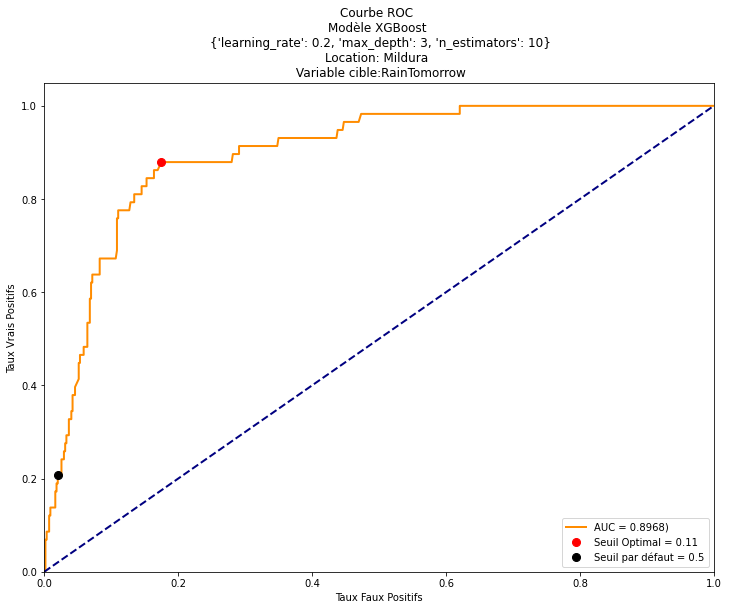 Courbe ROC
Modèle XGBoost
{'learning_rate': 0.2, 'max_depth': 3, 'n_estimators': 10}
Location: Mildura
Variable cible:RainTomorrow
1.0
0.8
0.6
0.4
0.2
0.0
Taux Vrais Positifs
0.0 0.2 0.4 0.6 0.8 1.0
Taux Faux Positifs
AUC = 0.8968)
Seuil Optimal = 0.11
Seuil par défaut = 0.5